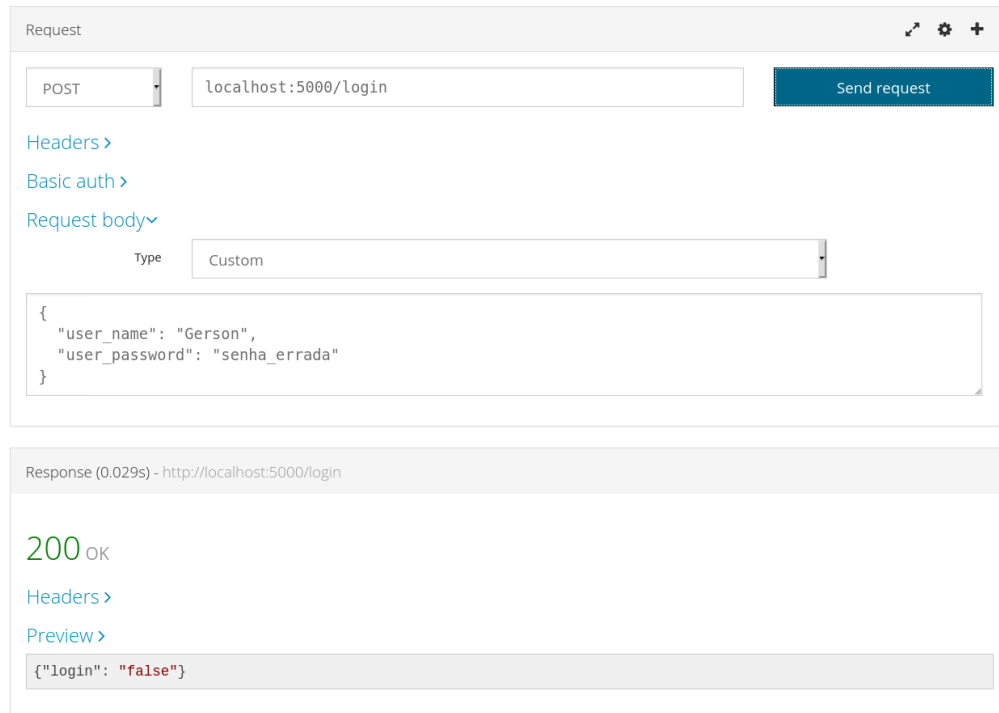 Request
POST localhost:5000/login Send request
Headers
Basic auth
Request body
Type Custom
{
  "user_name": "Gerson",
  "user_password": "senha_errada"
}
Response (0.029s) - http://localhost:5000/login
200 OK
Headers
Preview
{"login": "false"}